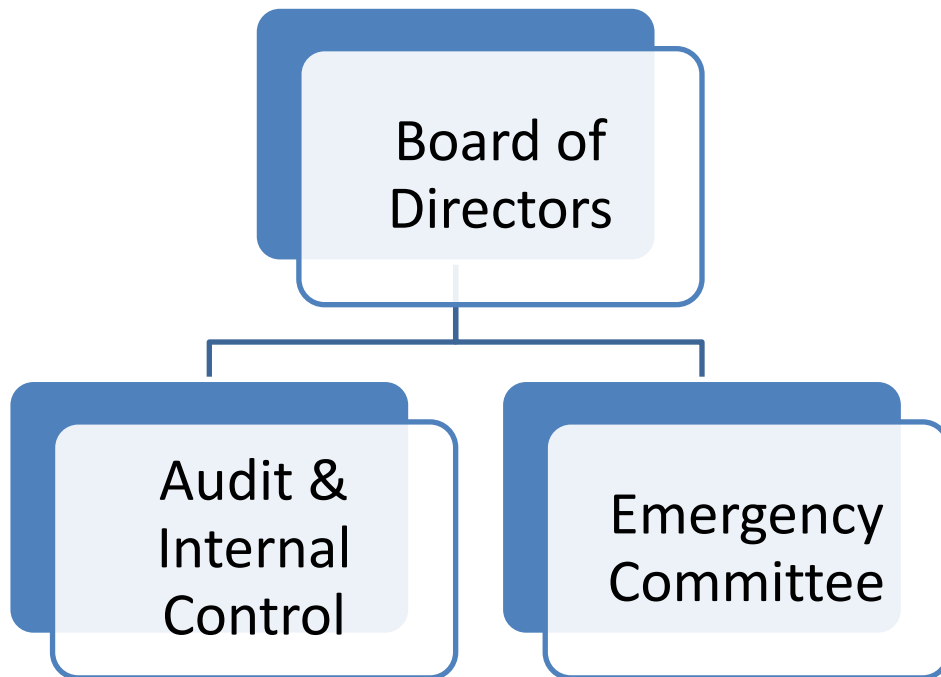 Board of
Directors
Audit &
Internal
Control
Emergency
Committee